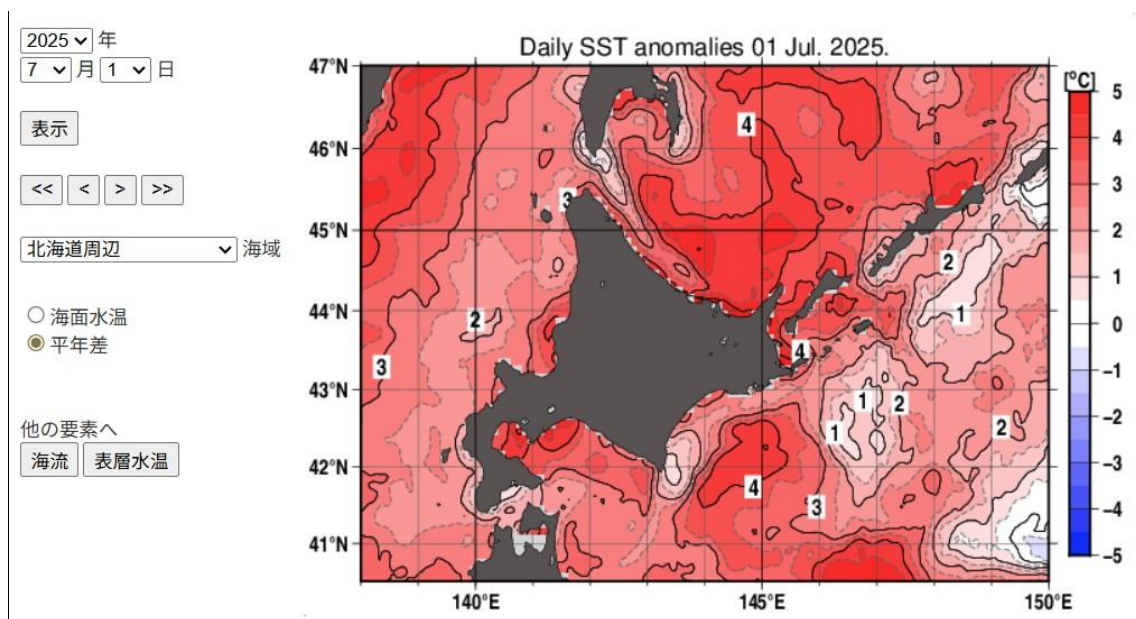 2025 年
7 月 1 日
表示
<< < > >>
北海道周辺 海域
海面水温
平年差
他の要素へ
海流 表層水温
Daily SST anomalies 01 Jul. 2025.
[°C]
47°N
46°N
45°N
44°N
43°N
42°N
41°N
140°E 145°E 150°E
4
3
2
2
1
3
4
1
2
1
2
4
3
5
4
3
2
1
0
−1
−2
−3
−4
−5